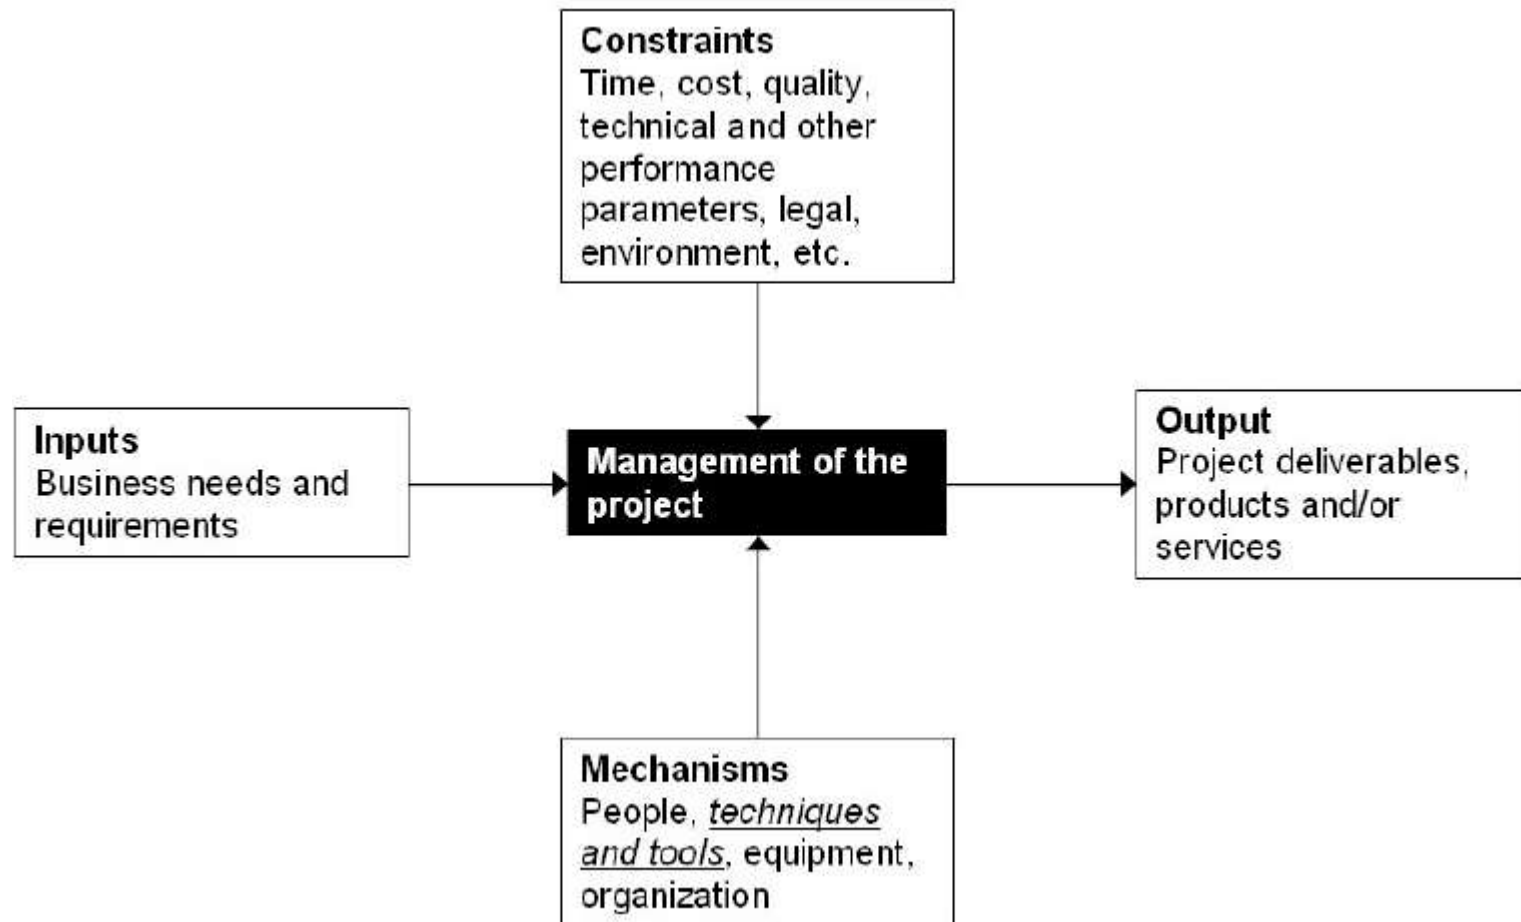 Constraints
Time, cost, quality,
technical and other
performance
parameters, legal,
environment, etc.
Inputs
Business needs and
requirements
Management of the
project
Output
Project deliverables,
products and/or
services
Mechanisms
People, techniques
and tools, equipment,
organization